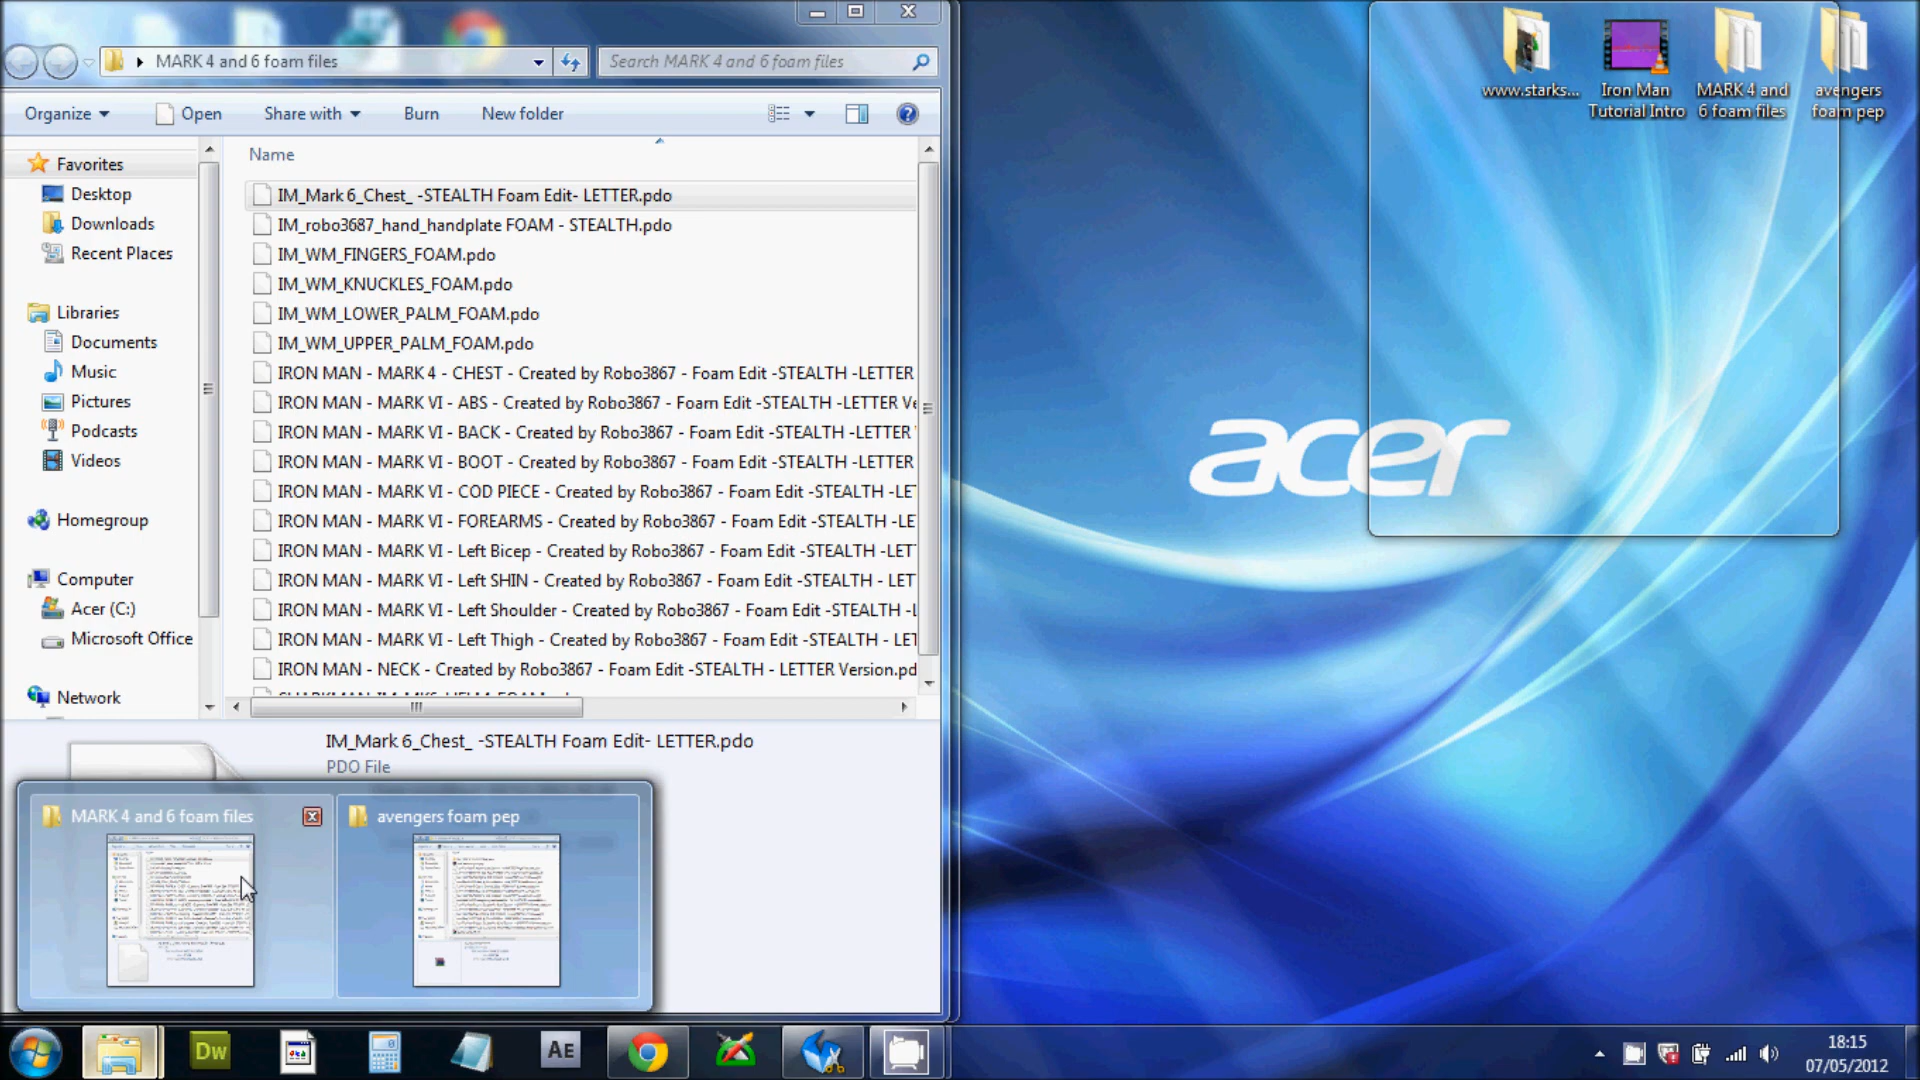 MARK 4 and 6 foam files
Search MARK 4 and 6 foam files
Organize
Open
Share with
Burn
New folder
Favorites
Desktop
Downloads
Recent Places
Libraries
Documents
Music
Pictures
Podcasts
Videos
Homegroup
Computer
Acer (C:)
Microsoft Office
Network
Name
IM_Mark 6_Chest_ -STEALTH Foam Edit- LETTER.pdo
IM_robo3687_hand_handplate FOAM - STEALTH.pdo
IM_WM_FINGERS_FOAM.pdo
IM_WM_KNUCKLES_FOAM.pdo
IM_WM_LOWER_PALM_FOAM.pdo
IM_WM_UPPER_PALM_FOAM.pdo
IRON MAN - MARK 4 - CHEST - Created by Robo3867 - Foam Edit -STEALTH -LETTER
IRON MAN - MARK VI - ABS - Created by Robo3867 - Foam Edit -STEALTH -LETTER Ve
IRON MAN - MARK VI - BACK - Created by Robo3867 - Foam Edit -STEALTH -LETTER
IRON MAN - MARK VI - BOOT - Created by Robo3867 - Foam Edit -STEALTH -LETTER
IRON MAN - MARK VI - COD PIECE - Created by Robo3867 - Foam Edit -STEALTH -LE
IRON MAN - MARK VI - FOREARMS - Created by Robo3867 - Foam Edit -STEALTH -LE
IRON MAN - MARK VI - Left Bicep - Created by Robo3867 - Foam Edit -STEALTH -LET
IRON MAN - MARK VI - Left SHIN - Created by Robo3867 - Foam Edit -STEALTH - LET
IRON MAN - MARK VI - Left Shoulder - Created by Robo3867 - Foam Edit -STEALTH -L
IRON MAN - MARK VI - Left Thigh - Created by Robo3867 - Foam Edit -STEALTH - LET
IRON MAN - NECK - Created by Robo3867 - Foam Edit -STEALTH - LETTER Version.pd
IM_Mark 6_Chest_ -STEALTH Foam Edit- LETTER.pdo
PDO File
MARK 4 and 6 foam files
avengers foam pep
www.starks...
Iron Man
Tutorial Intro
MARK 4 and
6 foam files
avengers
foam pep
acer
Dw
AE
18:15
07/05/2012